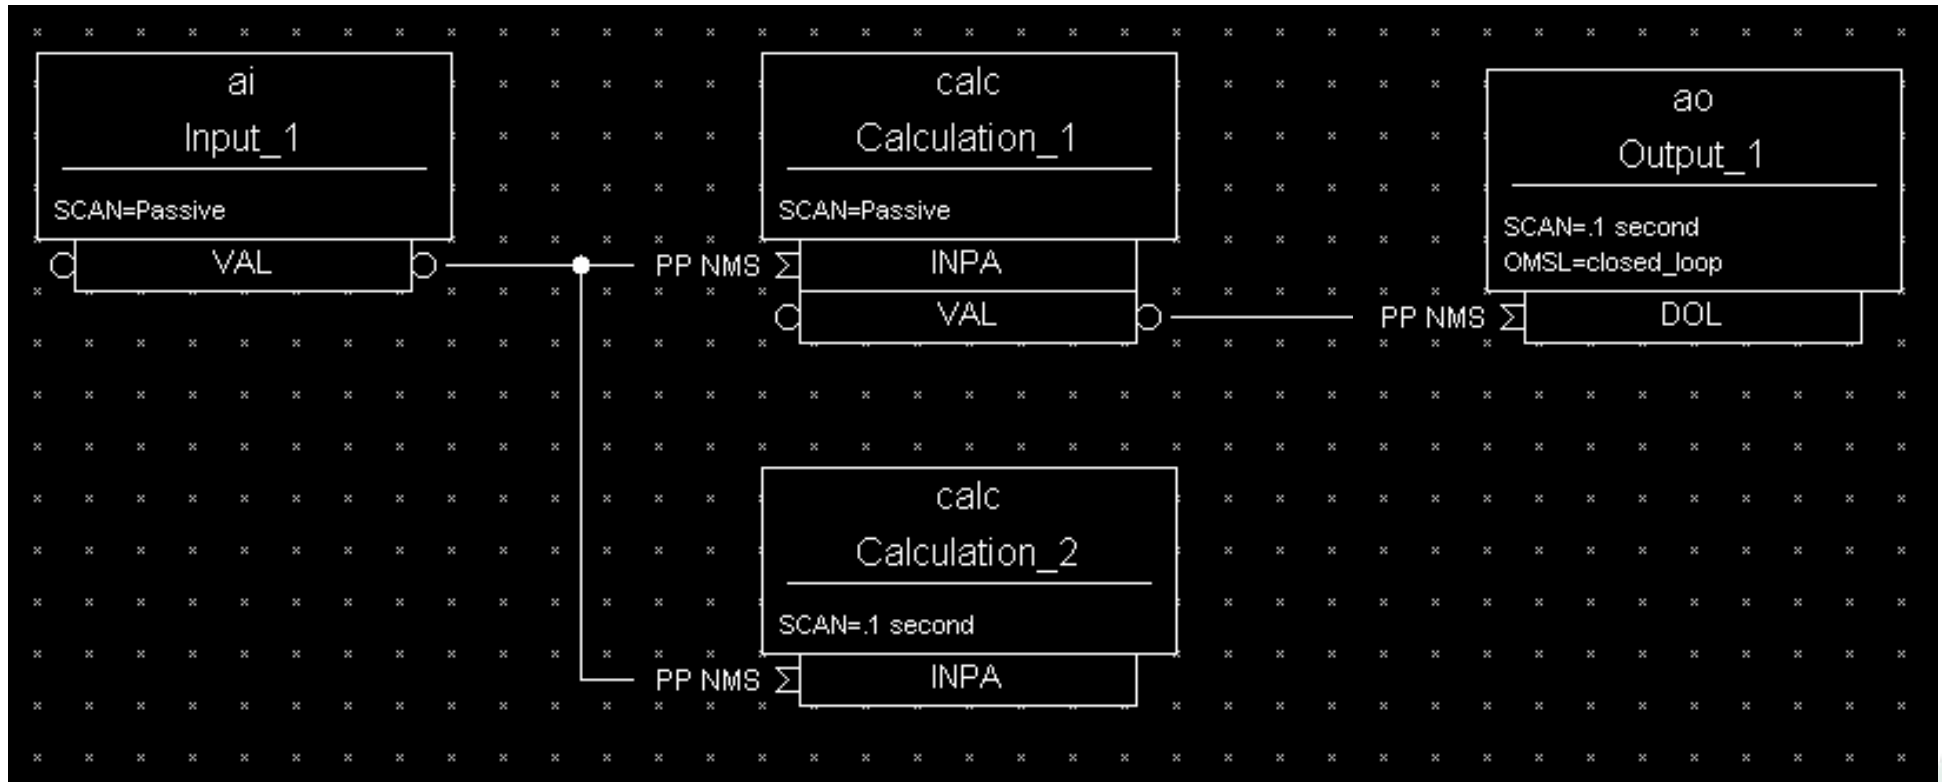 ai
Input_1
SCAN=Passive
VAL
calc
Calculation_1
SCAN=Passive
PP NMS
INPA
VAL
ao
Output_1
SCAN=.1 second
OMSL=closed_loop
PP NMS
DOL
calc
Calculation_2
SCAN=.1 second
PP NMS
INPA